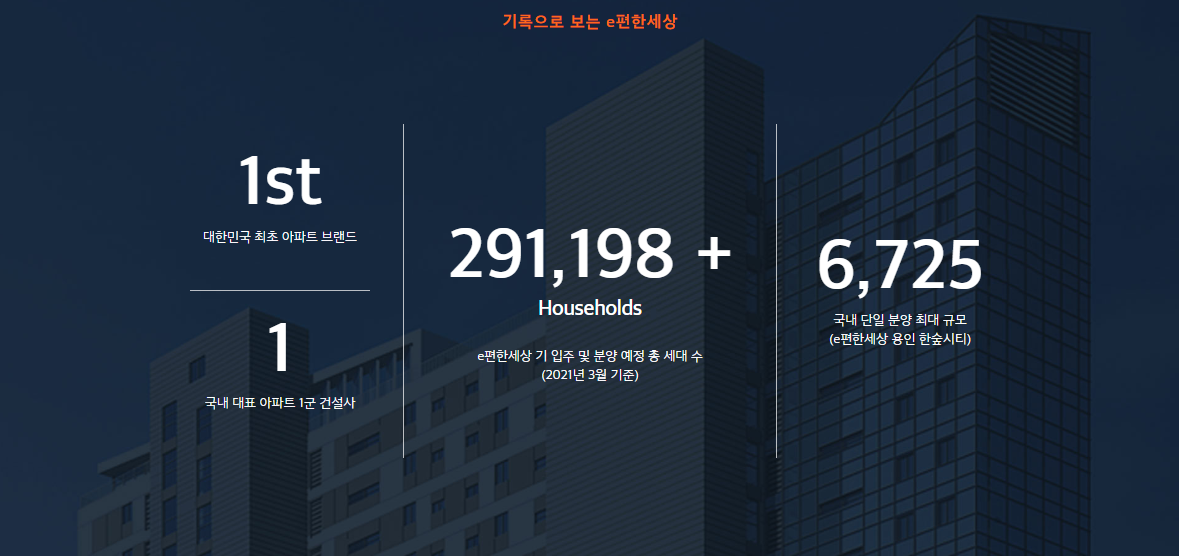 기록으로 보는 e편한세상
1st
대한민국 최초 아파트 브랜드
1
국내 대표 아파트 1군 건설사
291,198 +
Households
e편한세상 기 입주 및 분양 예정 총 세대 수
(2021년 3월 기준)
6,725
국내 단일 분양 최대 규모
(e편한세상 용인 한숲시티)